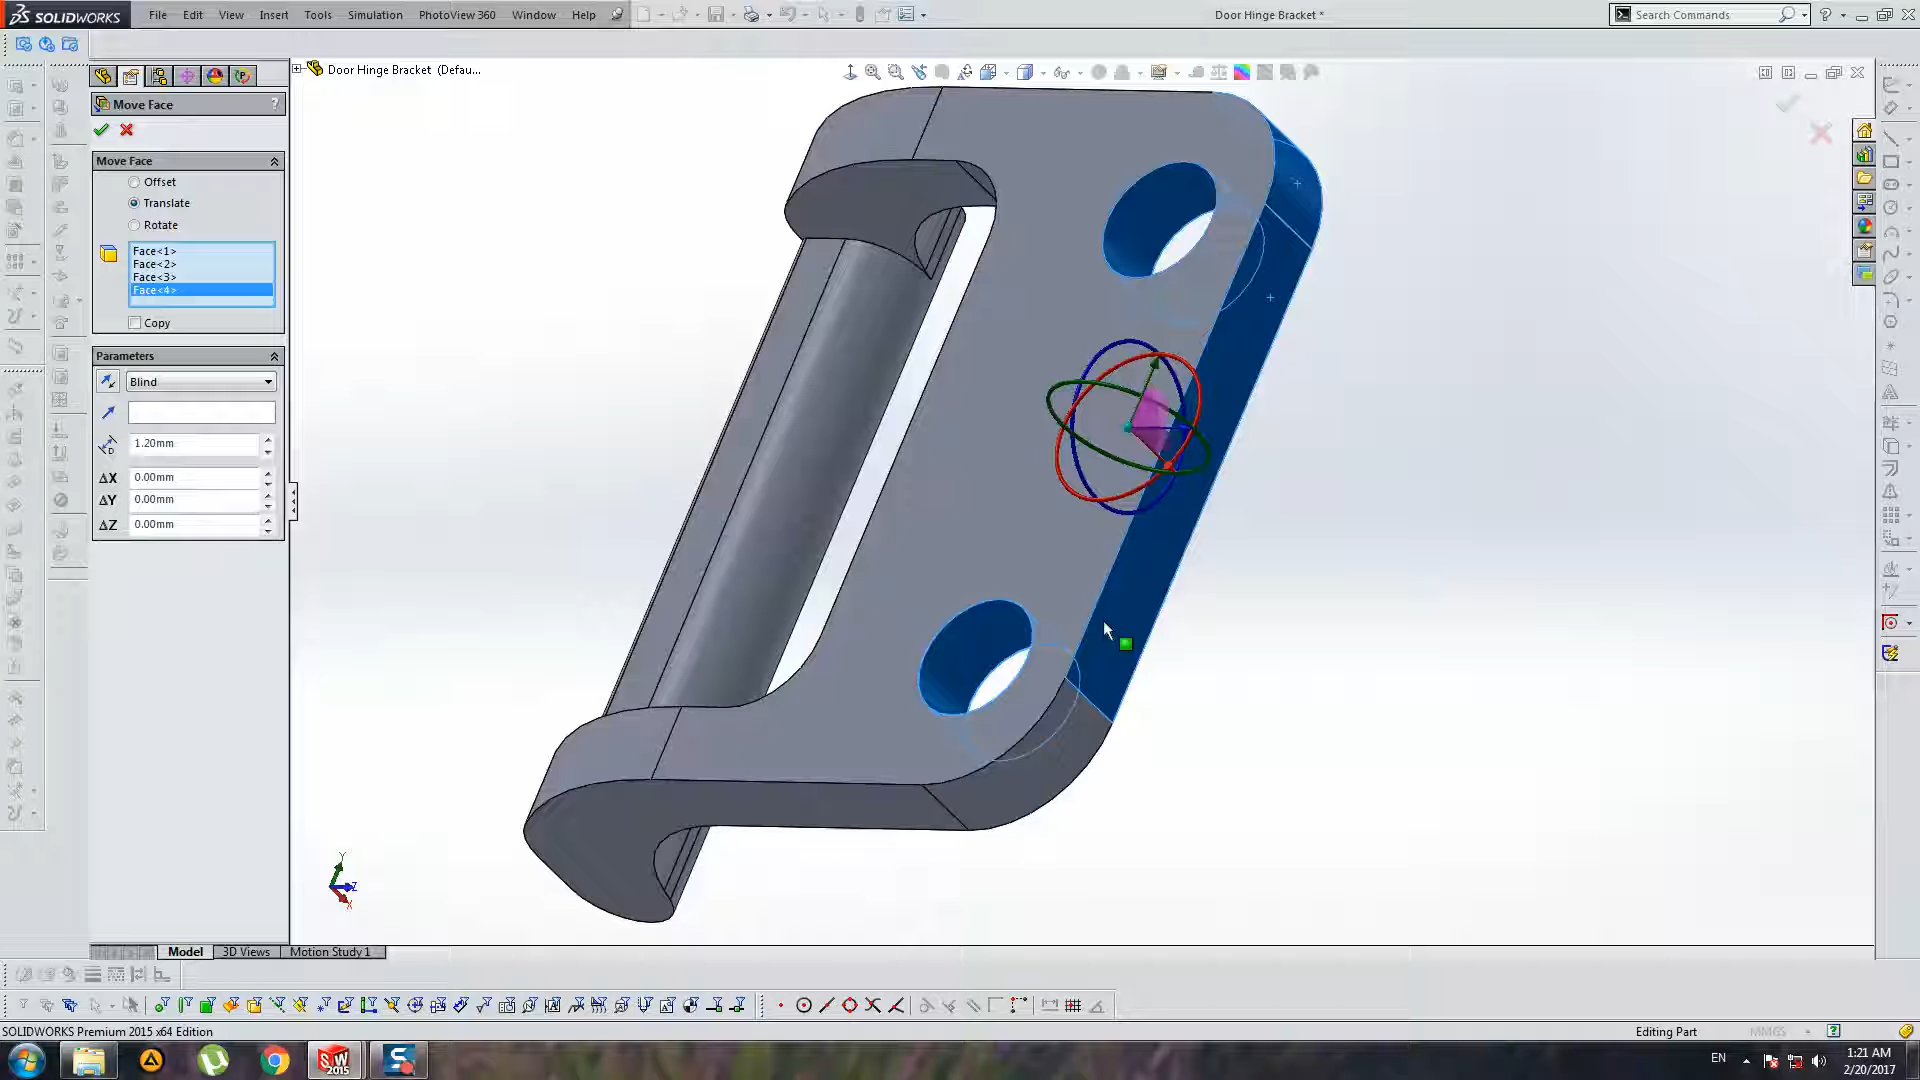 SOLIDWORKS File Edit View Insert Tools Simulation PhotoView 360 Window Help Door Hinge Bracket * Search Commands ?
Door Hinge Bracket (Defau...
Move Face ?
Move Face
Offset
Translate
Rotate
Face<1>
Face<2>
Face<3>
Face<4>
Copy
Parameters
Blind
D 1.20mm
ΔX 0.00mm
ΔY 0.00mm
ΔZ 0.00mm
Y
Z
X
Model 3D Views Motion Study 1
SOLIDWORKS Premium 2015 x64 Edition Editing Part MMGS ?
SW 2015 S EN 1:21 AM
2/20/2017